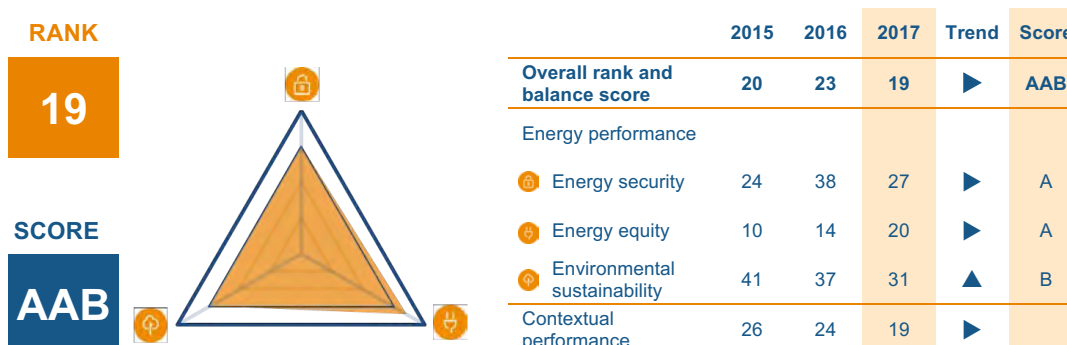 RANK
19
SCORE
AAB
2015 2016 2017 Trend Score
Overall rank and
balance score 20 23 19 AAB
Energy performance
Energy security 24 38 27 A
Energy equity 10 14 20 A
Environmental
sustainability 41 37 31 B
Contextual
performance 26 24 19